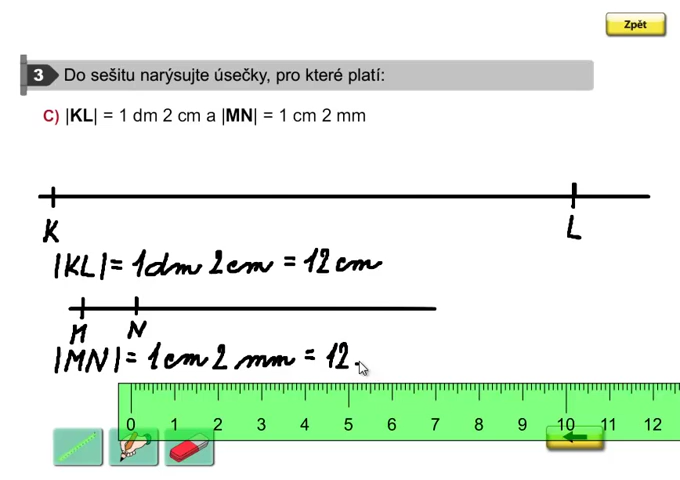 Zpět
3 Do sešitu narýsujte úsečky, pro které platí:
C) |KL| = 1 dm 2 cm a |MN| = 1 cm 2 mm
K L
|KL| = 1dm 2cm = 12 cm
M N
|MN| = 1 cm 2 mm = 12
0 1 2 3 4 5 6 7 8 9 10 11 12